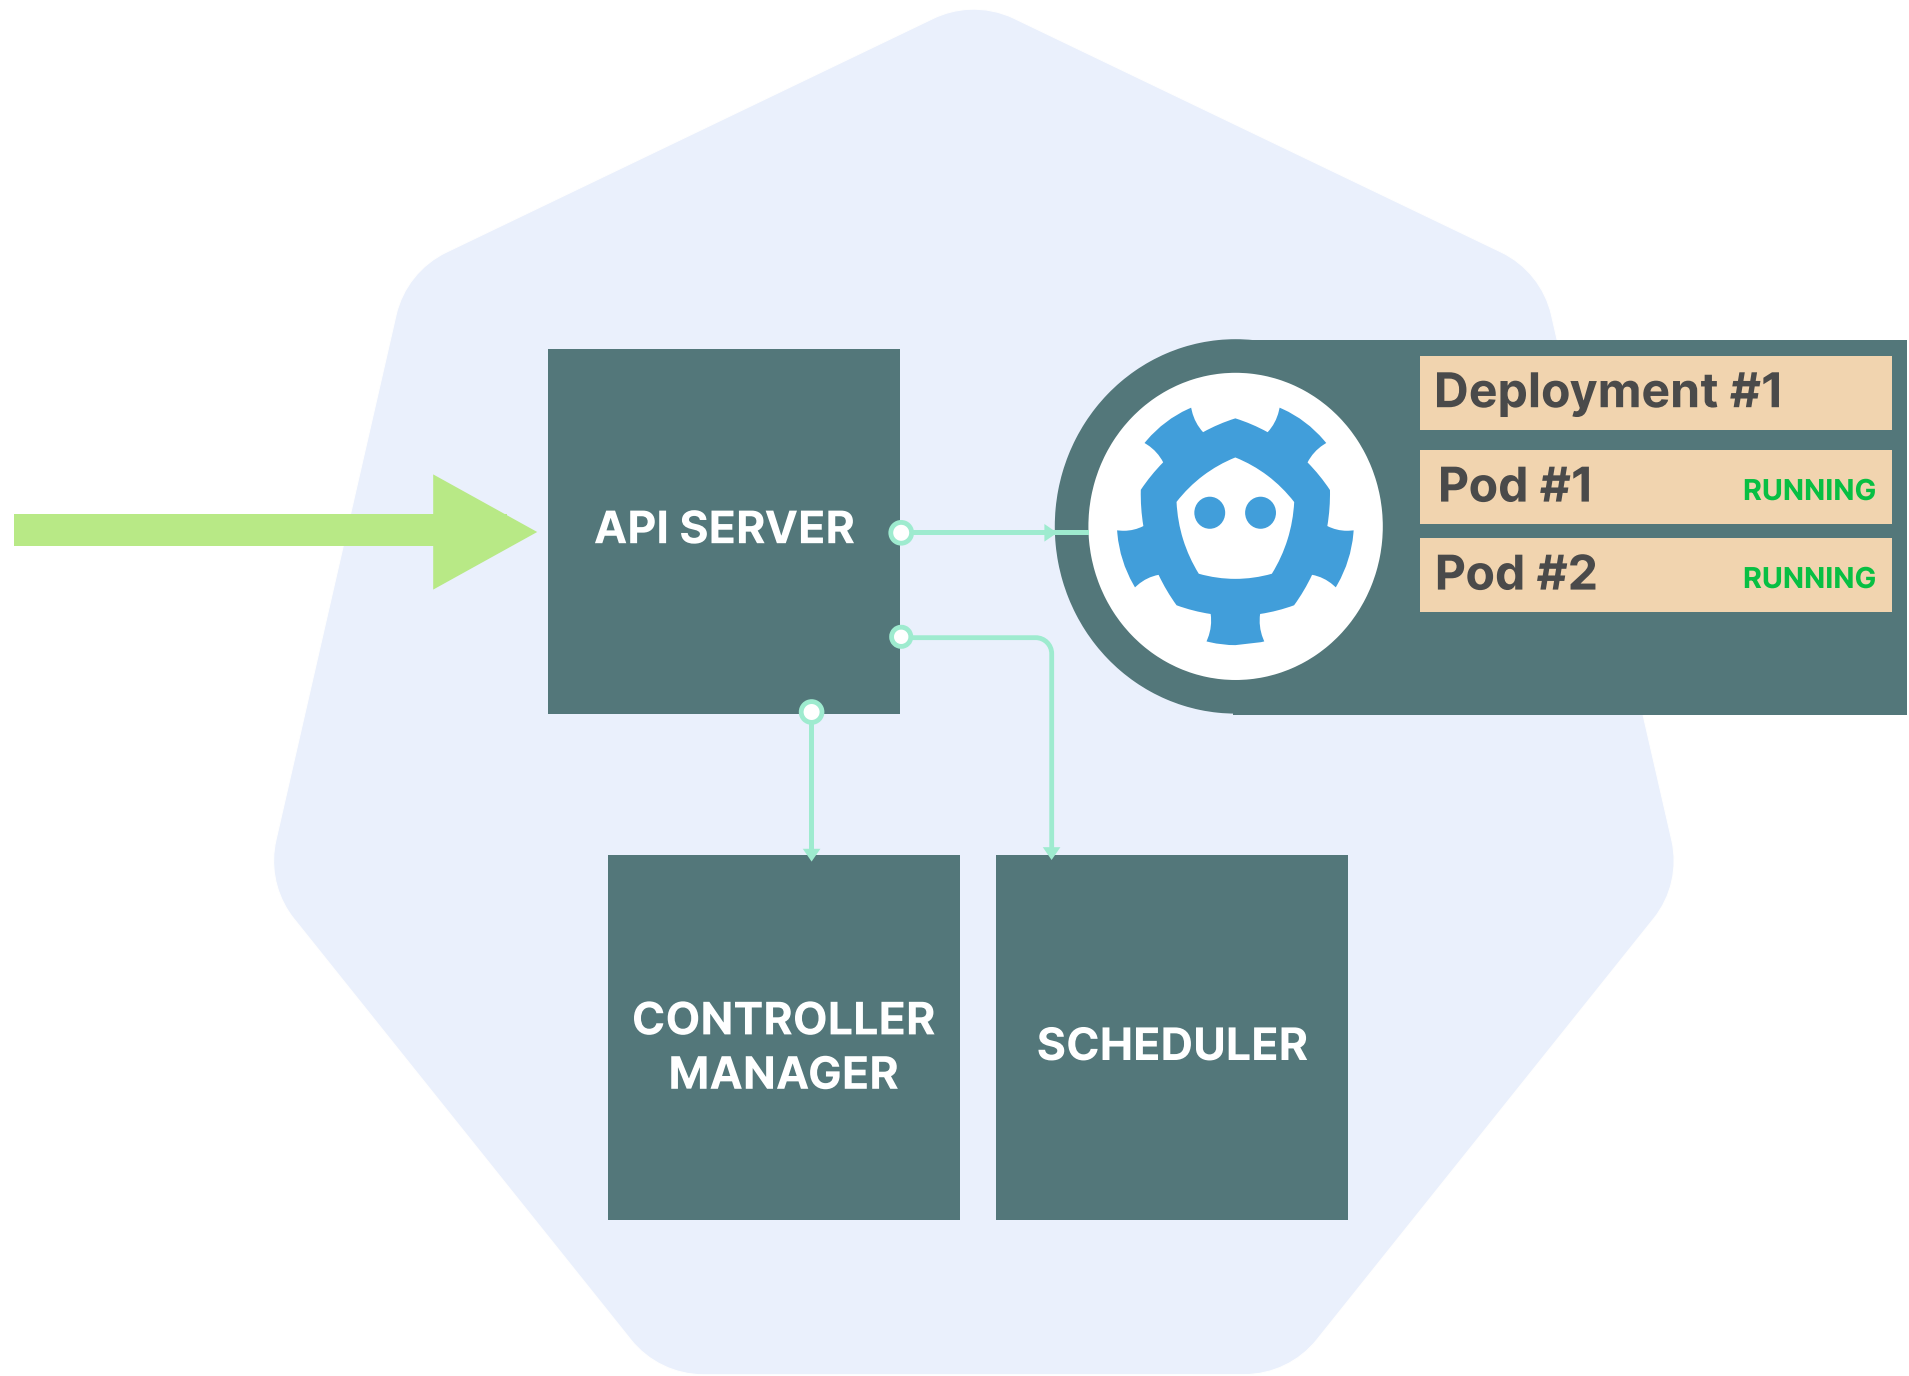 API SERVER
Deployment #1
Pod #1
RUNNING
Pod #2
RUNNING
CONTROLLER
MANAGER
SCHEDULER